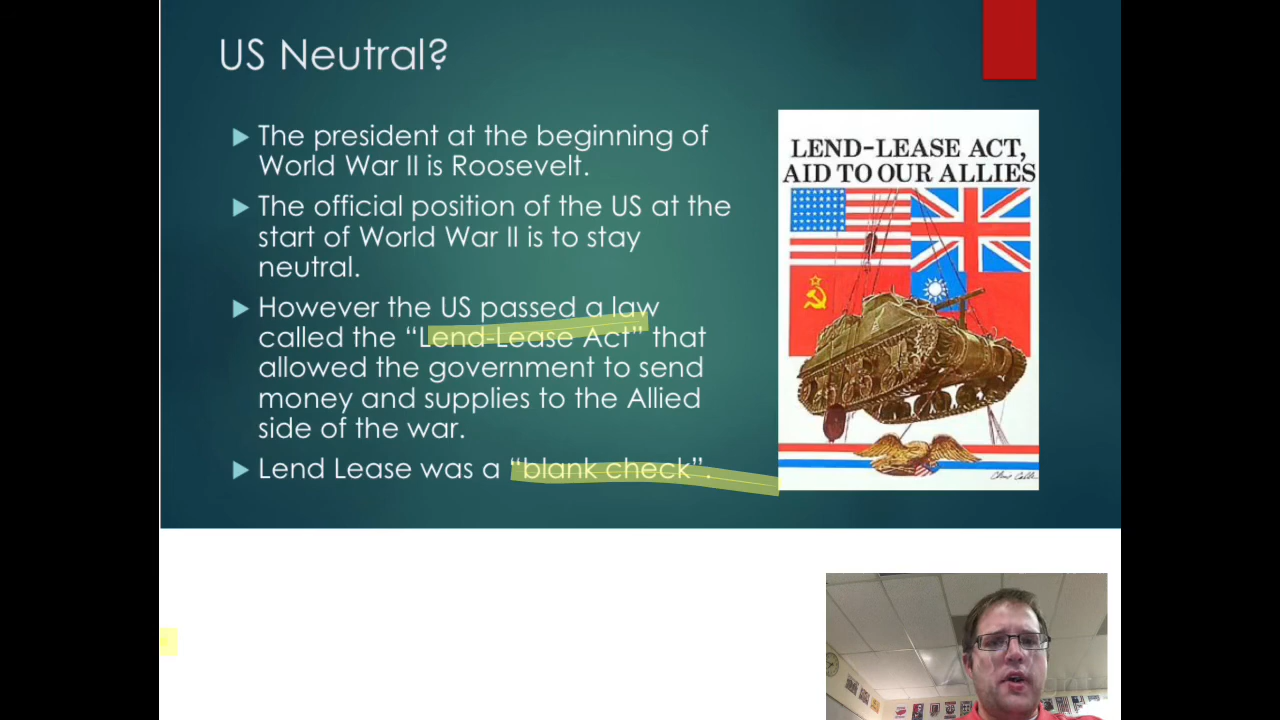 US Neutral?
The president at the beginning of
World War II is Roosevelt.
The official position of the US at the
start of World War II is to stay
neutral.
However the US passed a law
called the “Lend-Lease Act” that
allowed the government to send
money and supplies to the Allied
side of the war.
Lend Lease was a “blank check”.
LEND-LEASE ACT,
AID TO OUR ALLIES